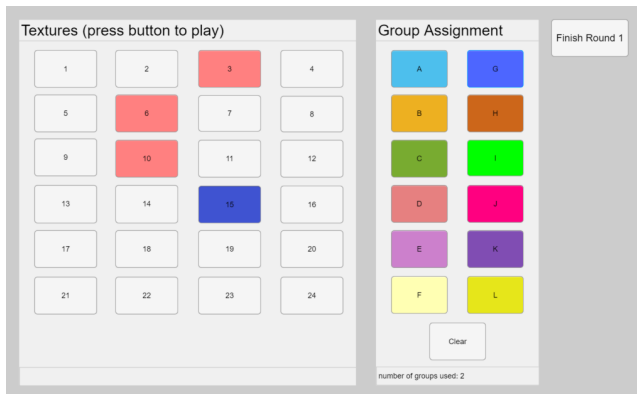 Textures (press button to play)
1 2 3 4
5 6 7 8
9 10 11 12
13 14 15 16
17 18 19 20
21 22 23 24
Group Assignment
A G
B H
C I
D J
E K
F L
Clear
number of groups used: 2
Finish Round 1